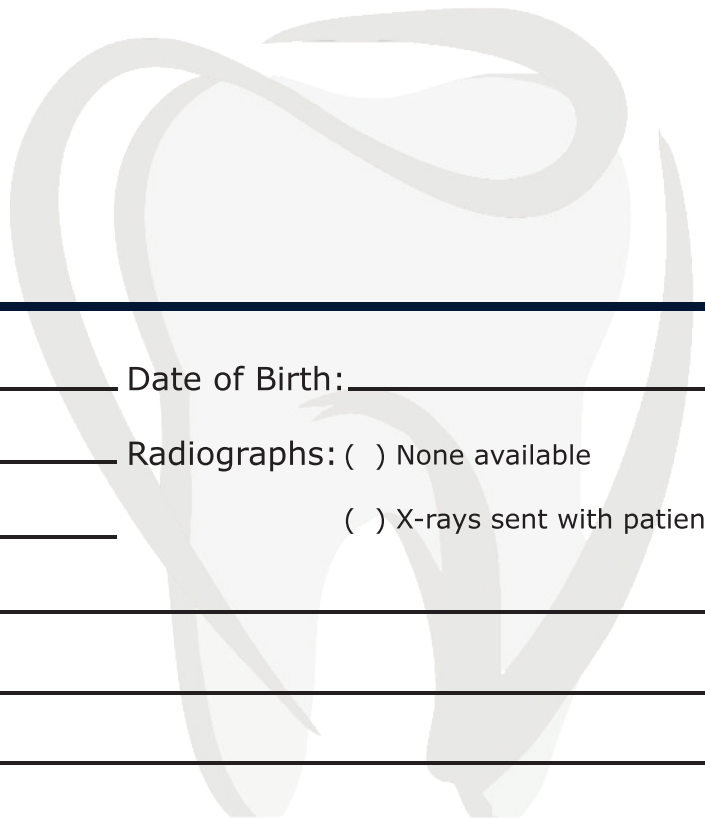 Date of Birth:
Radiographs: ( ) None available
( ) X-rays sent with patien